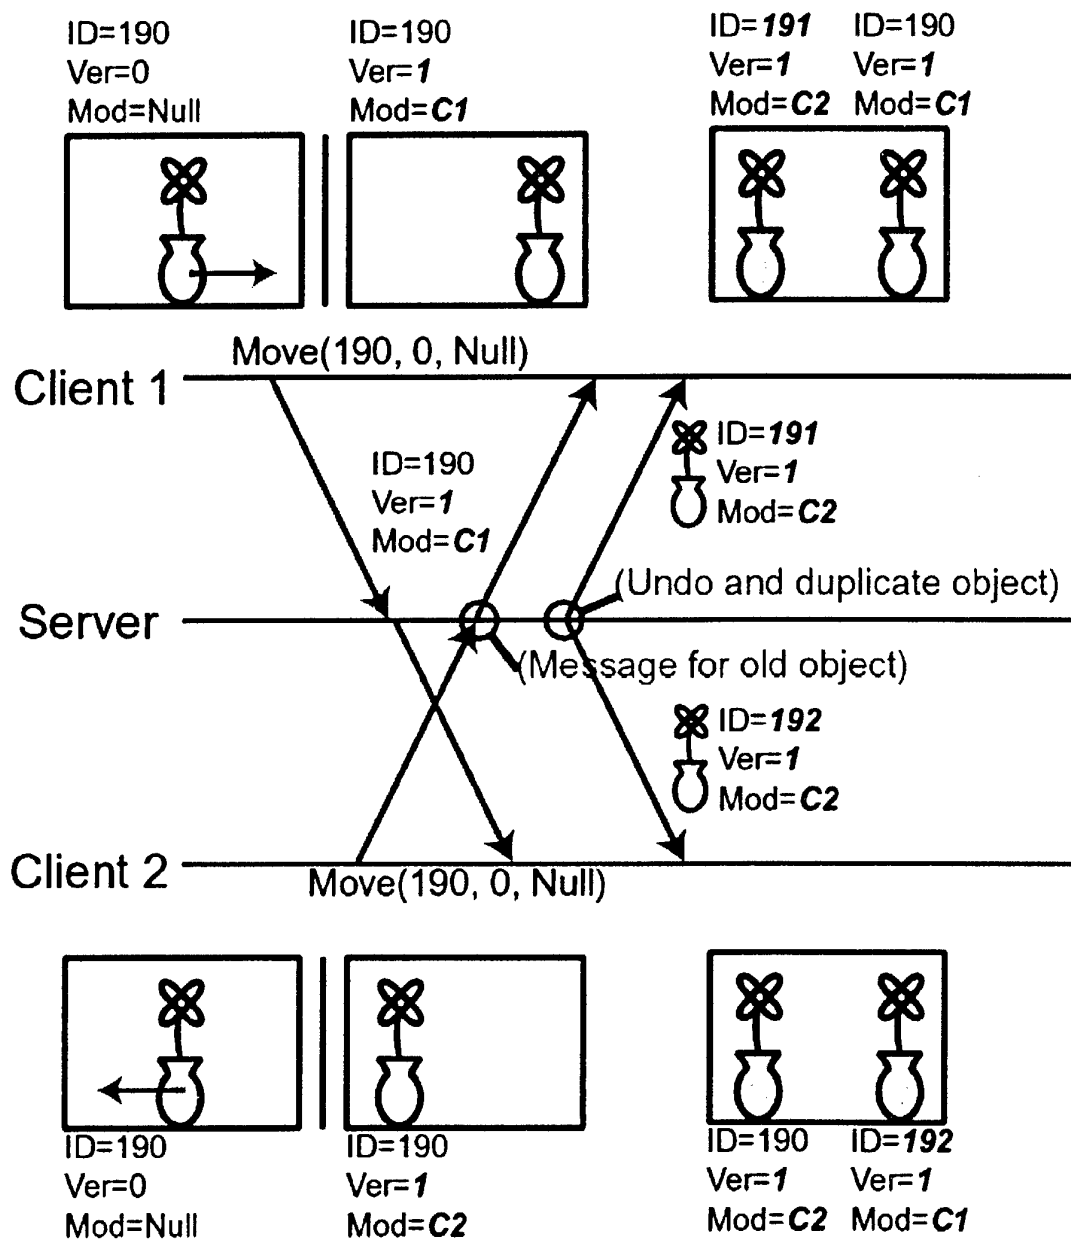 ID=190
Ver=0
Mod=Null
ID=190
Ver=1
Mod=C1
ID=191
Ver=1
Mod=C2
ID=190
Ver=1
Mod=C1
Move(190, 0, Null)
Client 1
ID=190
Ver=1
Mod=C1
ID=191
Ver=1
Mod=C2
(Undo and duplicate object)
Server
(Message for old object)
ID=192
Ver=1
Mod=C2
Client 2
Move(190, 0, Null)
ID=190
Ver=0
Mod=Null
ID=190
Ver=1
Mod=C2
ID=190
Ver=1
Mod=C2
ID=192
Ver=1
Mod=C1